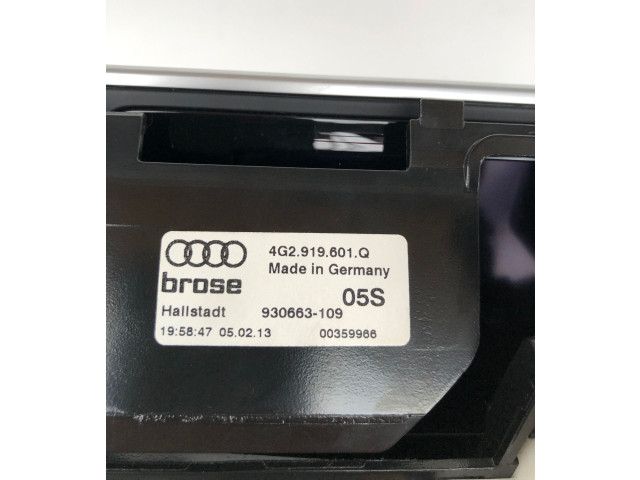 4G2.919.601.Q
Made in Germany
brose
05S
Hallstadt 930663-109
19:58:47 05.02.13 00359966